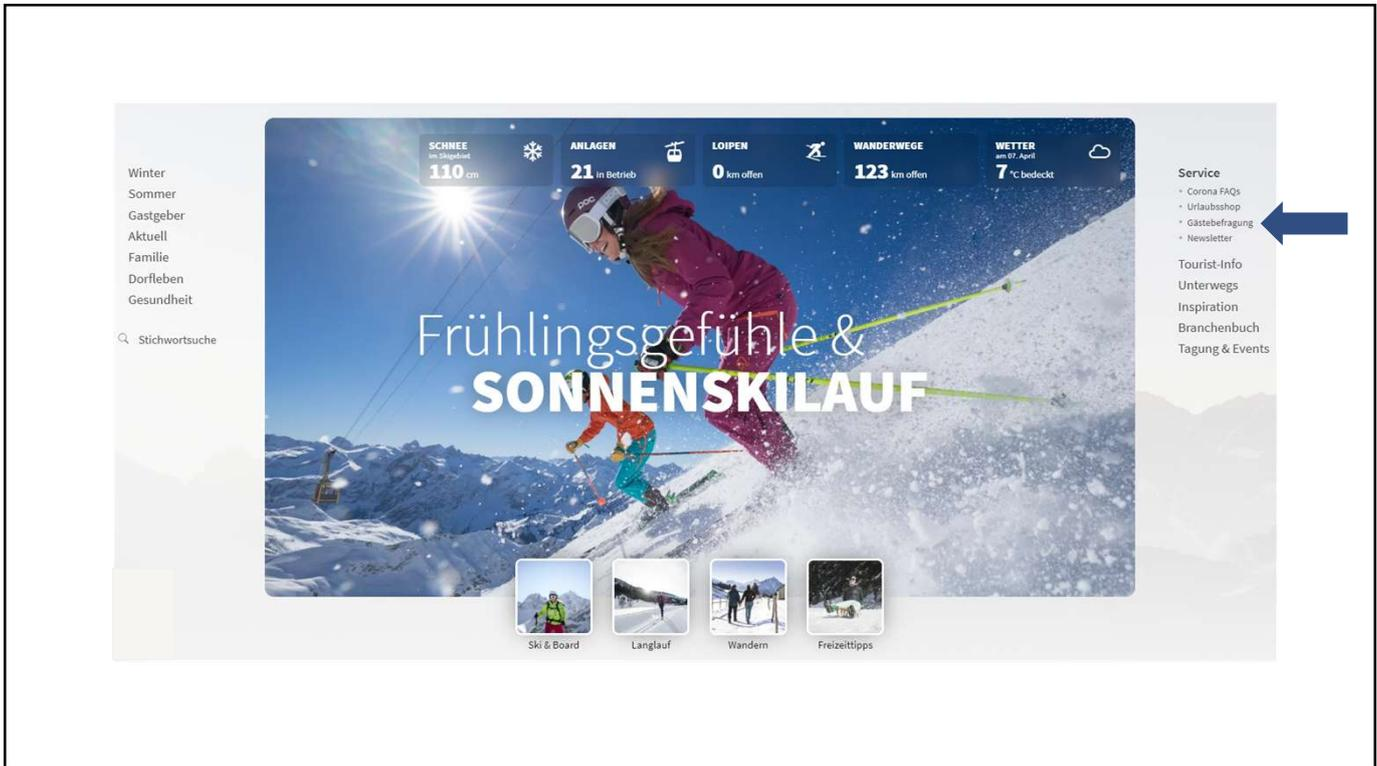 Winter
Sommer
Gastgeber
Aktuell
Familie
Dorfleben
Gesundheit
Stichwortsuche
SCHNEE
im Skigebiet
110 cm
ANLAGEN
21 in Betrieb
LOIPEN
0 km offen
WANDERWEGE
123 km offen
WETTER
am 07. April
7 °C bedeckt
poc
Frühlingsgefühle &
SONNENSKILAUF
Ski & Board
Langlauf
Wandern
Freizeittipps
Service
• Corona FAQs
• Urlaubsshop
• Gästebefragung
• Newsletter
Tourist-Info
Unterwegs
Inspiration
Branchenbuch
Tagung & Events